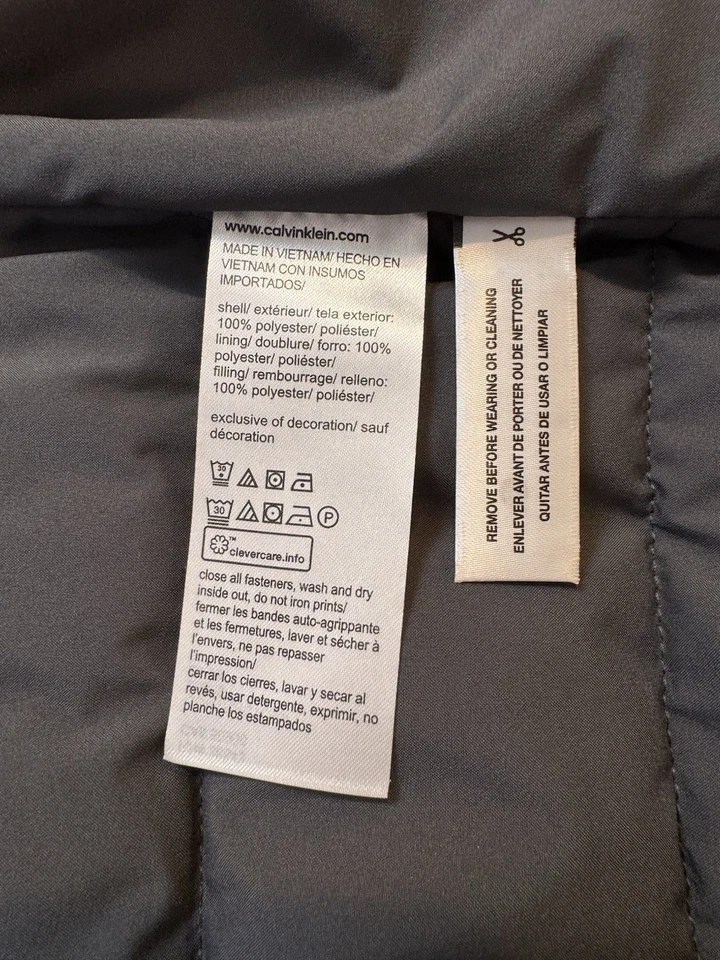 www.calvinklein.com
MADE IN VIETNAM/ HECHO EN
VIETNAM CON INSUMOS
IMPORTADOS/
shell/ extérieur/ tela exterior:
100% polyester/ poliéster/
lining/ doublure/ forro: 100%
polyester/ poliéster/
filling/ rembourrage/ relleno:
100% polyester/ poliéster/
exclusive of decoration/ sauf
décoration
30
30 P
clevercare.info™
close all fasteners, wash and dry
inside out, do not iron prints/
fermer les bandes auto-agrippante
et les fermetures, laver et sécher à
l'envers, ne pas repasser
l'impression/
cerrar los cierres, lavar y secar al
revés, usar detergente, exprimir, no
planche los estampados
REMOVE BEFORE WEARING OR CLEANING
ENLEVER AVANT DE PORTER OU DE NETTOYER
QUITAR ANTES DE USAR O LIMPIAR